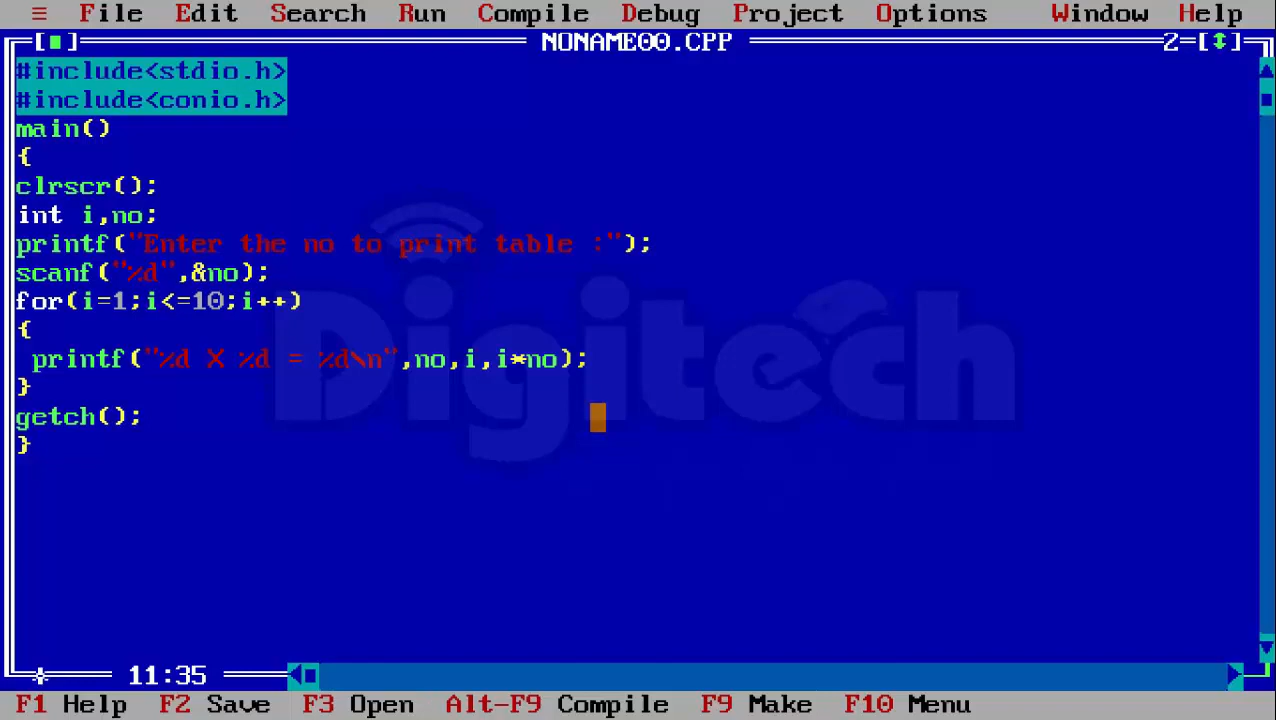 ≡ File Edit Search Run Compile Debug Project Options Window Help
[■] NONAME00.CPP 2=[↕]
#include<stdio.h>
#include<conio.h>
main()
{
clrscr();
int i,no;
printf("Enter the no to print table :");
scanf("%d",&no);
for(i=1;i<=10;i++)
{
 printf("%d X %d = %d\n",no,i,i*no);
}
getch();
}
Digitech
11:35
F1 Help F2 Save F3 Open Alt-F9 Compile F9 Make F10 Menu